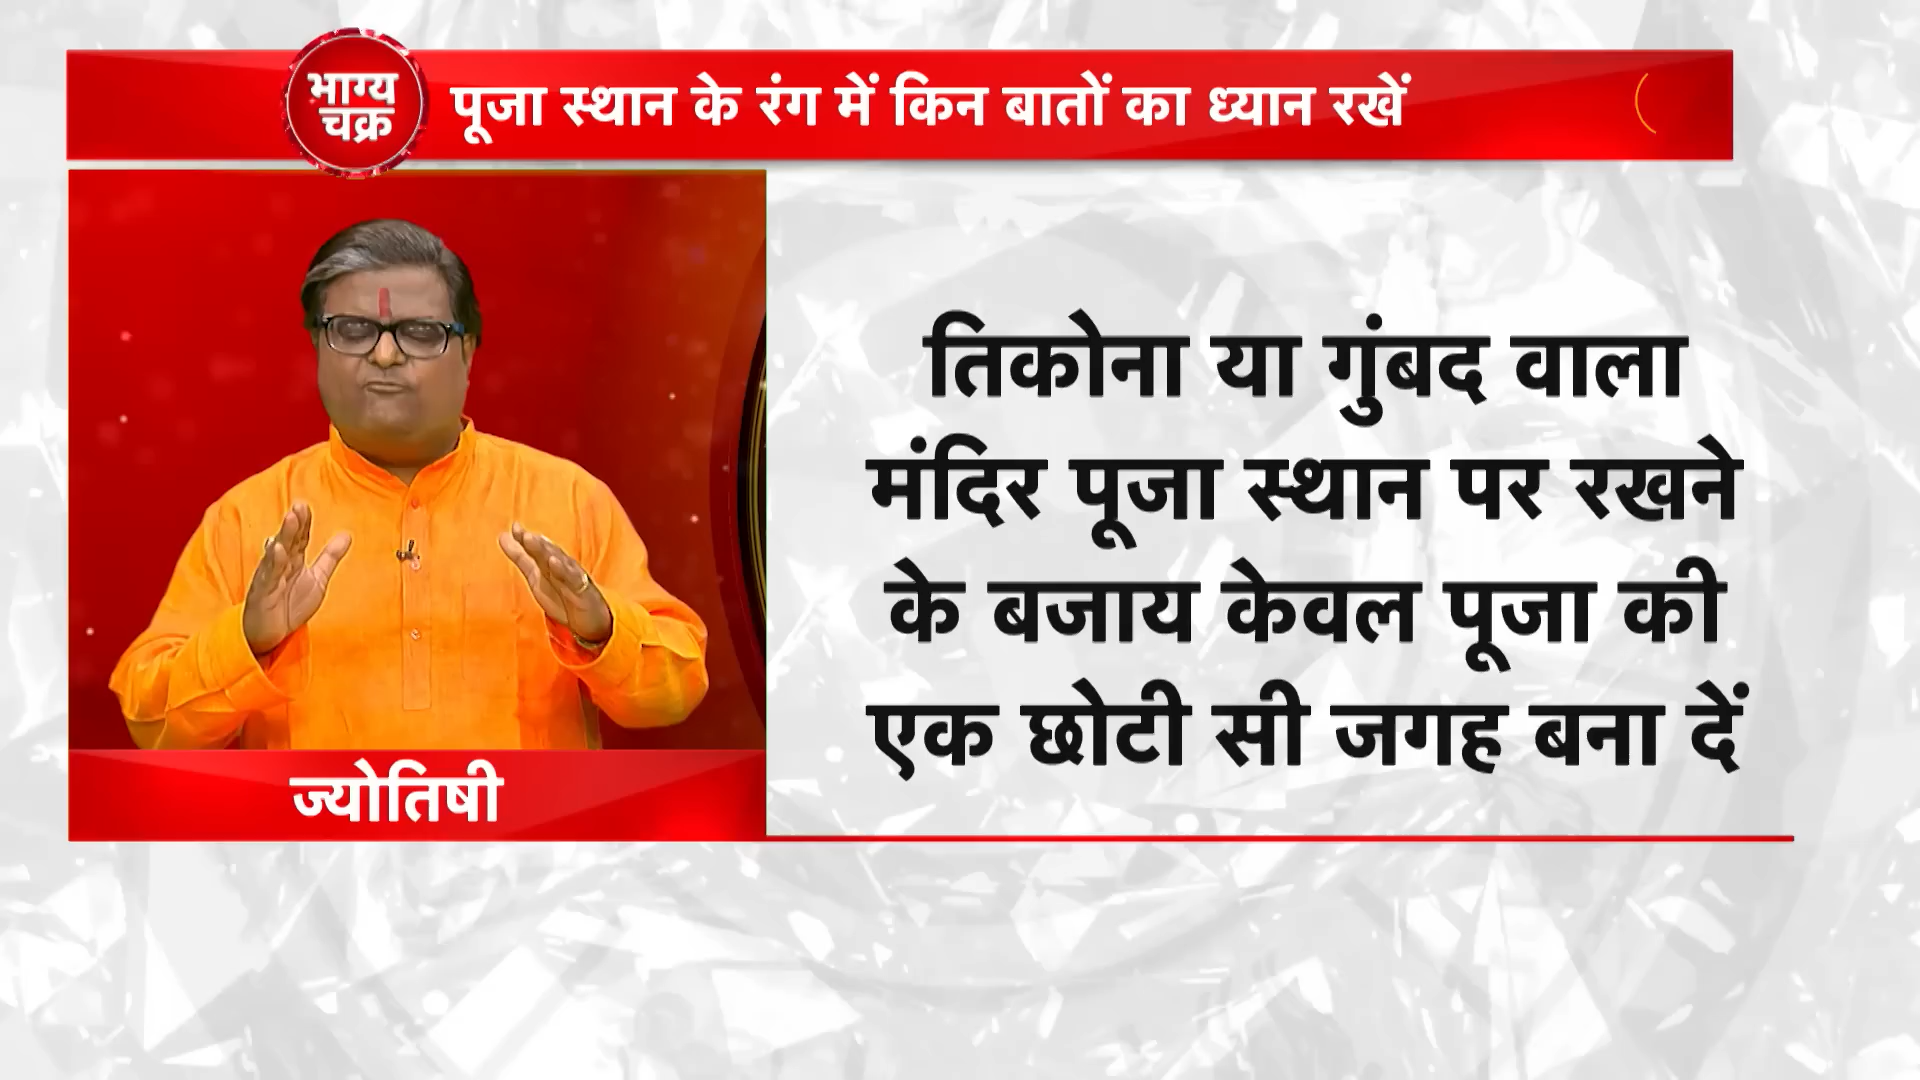 भाग्य
चक्र
पूजा स्थान के रंग में किन बातों का ध्यान रखें
तिकोना या गुंबद वाला
मंदिर पूजा स्थान पर रखने
के बजाय केवल पूजा की
एक छोटी सी जगह बना दें
ज्योतिषी